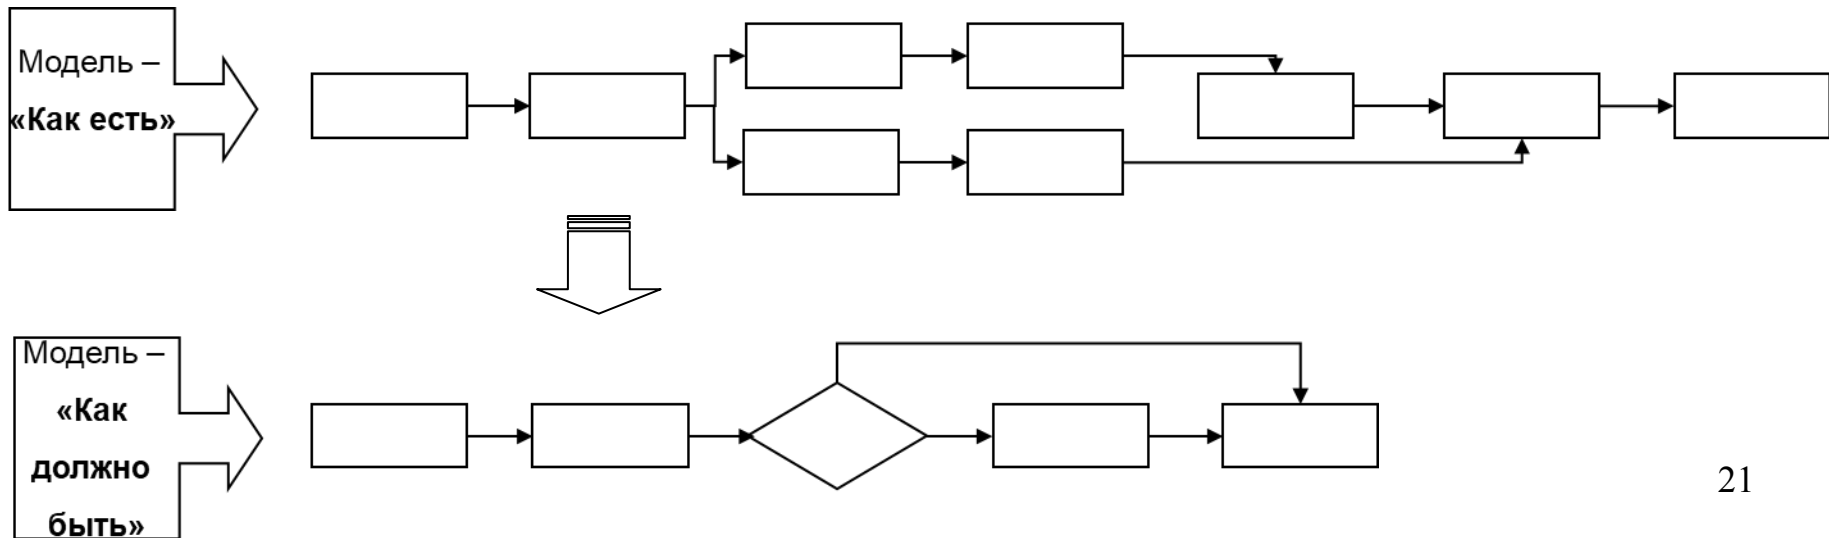 Модель –
«Как есть»
Модель –
«Как
должно
быть»
21